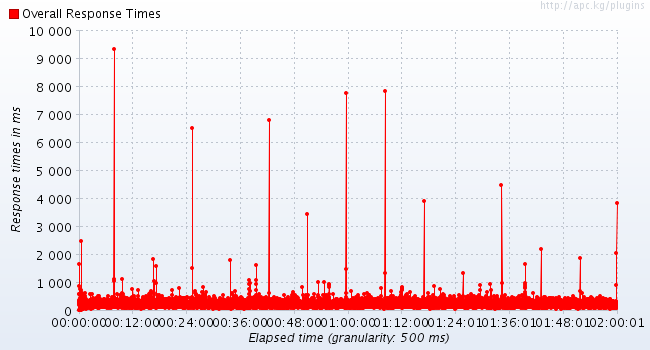 http://apc.kg/plugins
Overall Response Times
10 000
9 000
8 000
7 000
6 000
5 000
4 000
3 000
2 000
1 000
0
Response times in ms
00:00:00 00:12:00 00:24:00 00:36:00 00:48:00 01:00:00 01:12:00 01:24:01 01:36:01 01:48:01 02:00:01
Elapsed time (granularity: 500 ms)